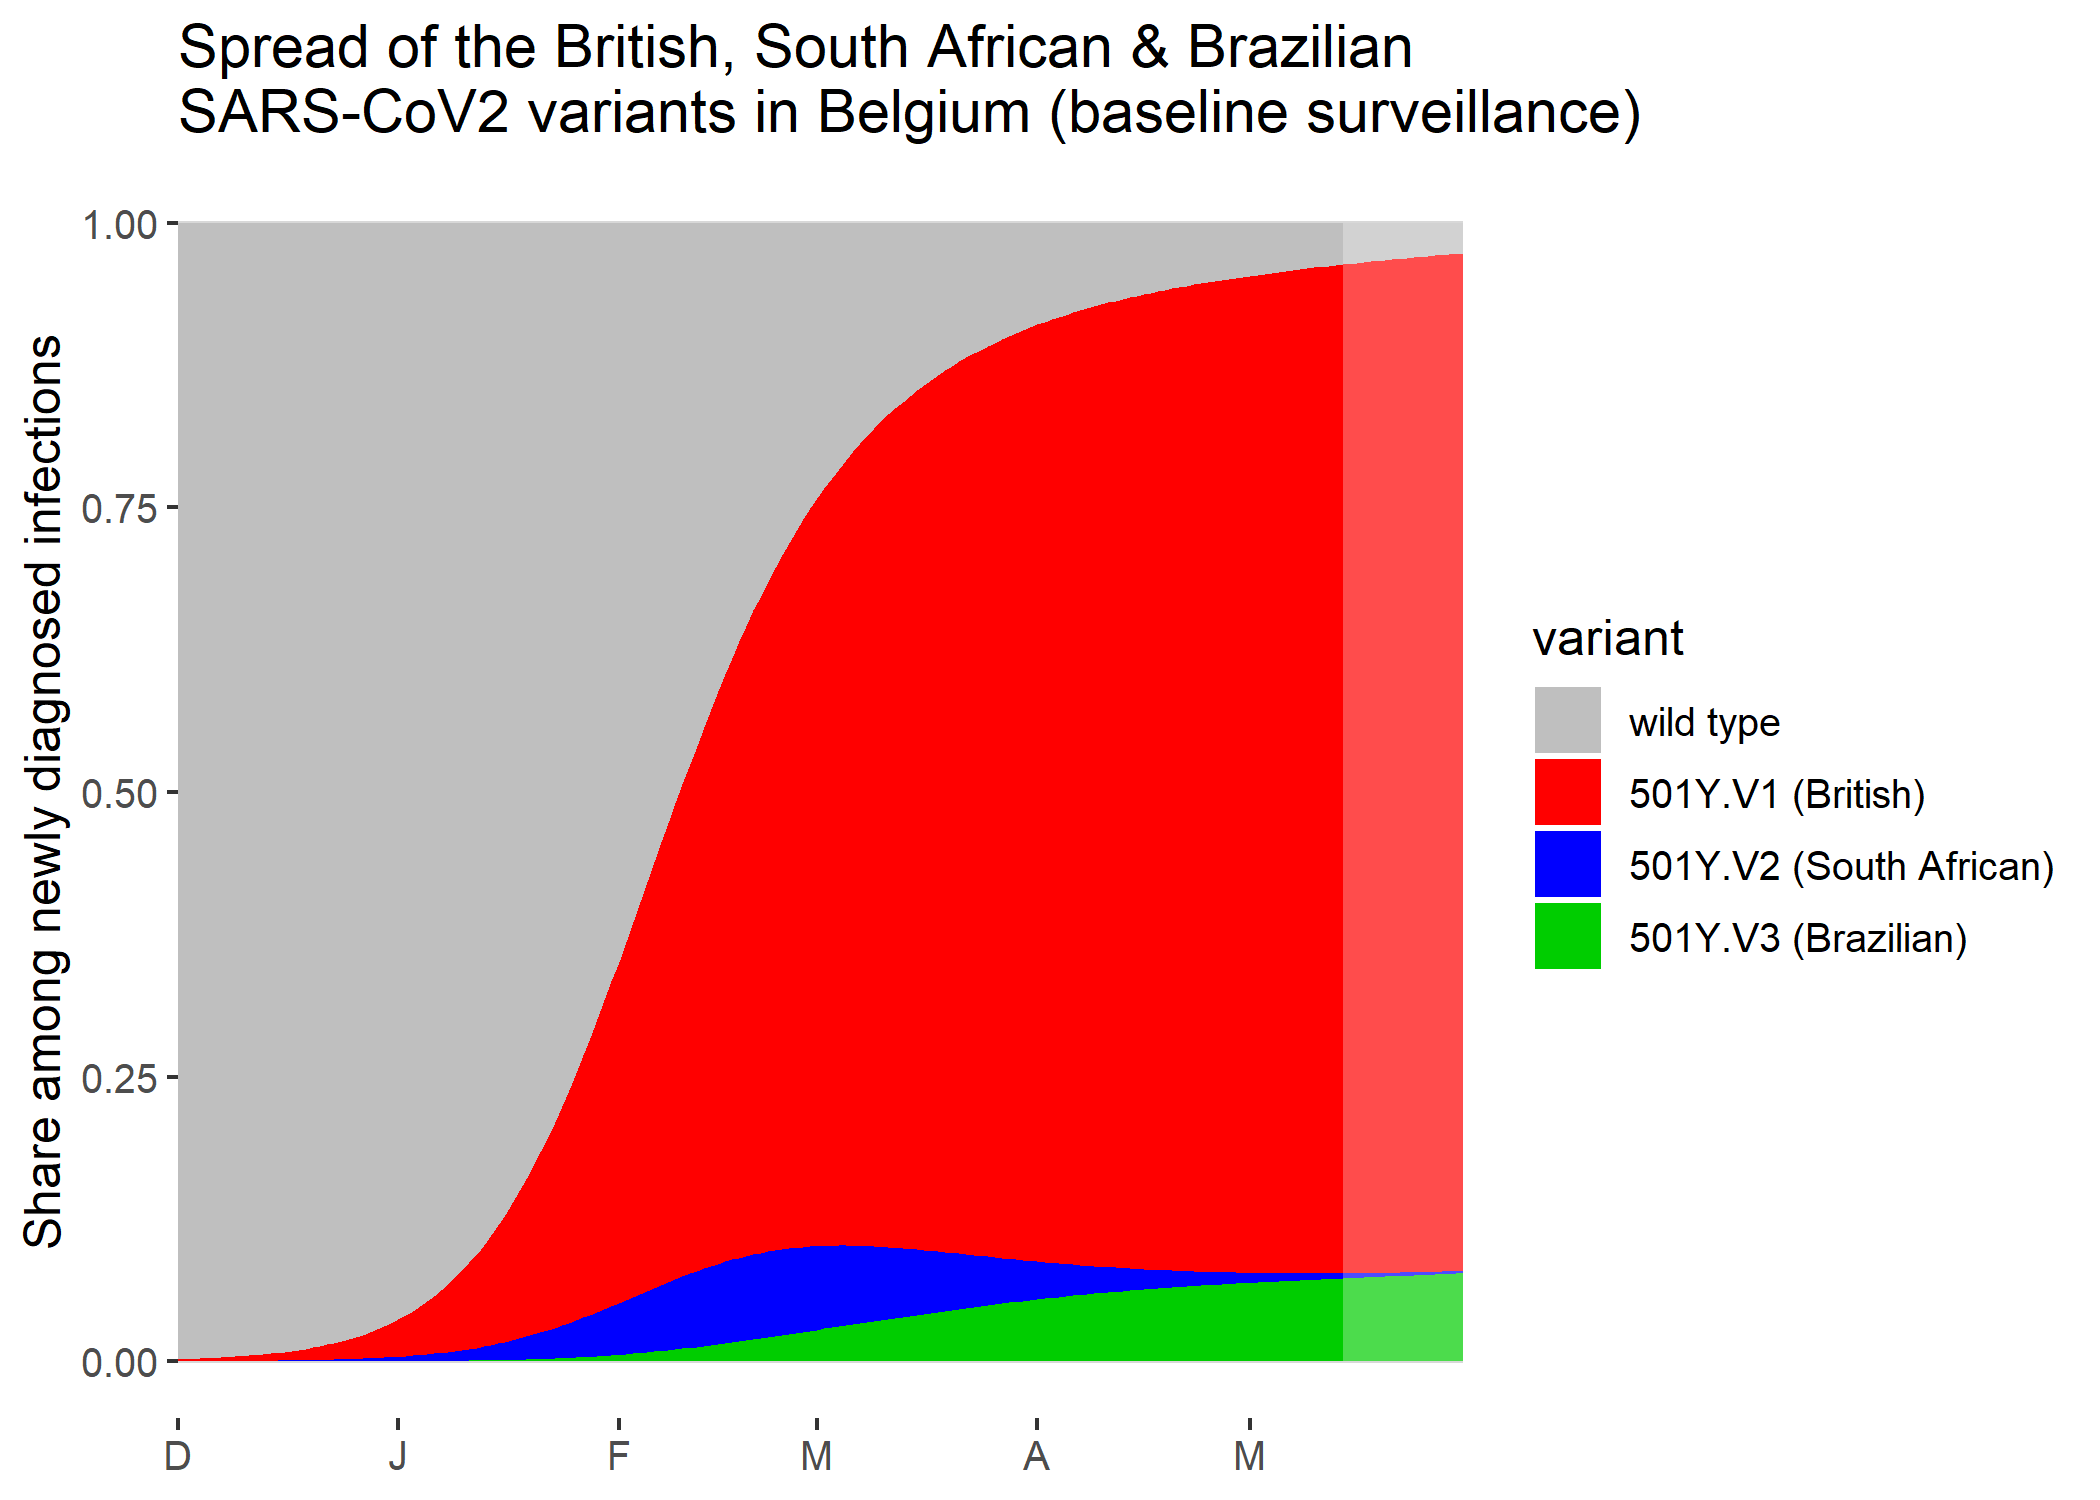 Spread of the British, South African & Brazilian
SARS-CoV2 variants in Belgium (baseline surveillance)
Share among newly diagnosed infections
1.00
0.75
0.50
0.25
0.00
D
J
F
M
A
M
variant
wild type
501Y.V1 (British)
501Y.V2 (South African)
501Y.V3 (Brazilian)